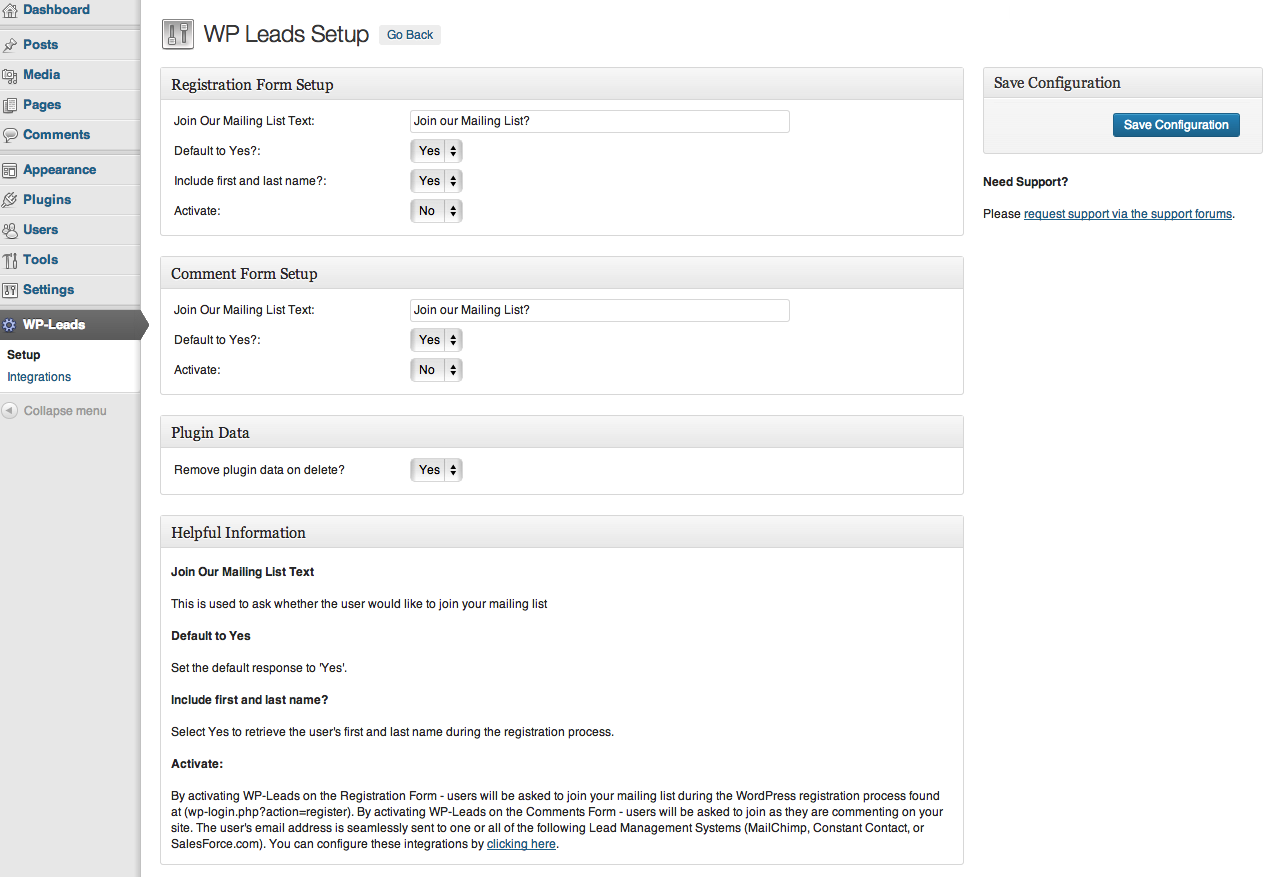 Dashboard
Posts
Media
Pages
Comments
Appearance
Plugins
Users
Tools
Settings
WP-Leads
Setup
Integrations
Collapse menu
WP Leads Setup Go Back
Registration Form Setup
Join Our Mailing List Text: Join our Mailing List?
Default to Yes?: Yes
Include first and last name?: Yes
Activate: No
Comment Form Setup
Join Our Mailing List Text: Join our Mailing List?
Default to Yes?: Yes
Activate: No
Plugin Data
Remove plugin data on delete? Yes
Helpful Information
Join Our Mailing List Text
This is used to ask whether the user would like to join your mailing list
Default to Yes
Set the default response to 'Yes'.
Include first and last name?
Select Yes to retrieve the user's first and last name during the registration process.
Activate:
By activating WP-Leads on the Registration Form - users will be asked to join your mailing list during the WordPress registration process found
at (wp-login.php?action=register). By activating WP-Leads on the Comments Form - users will be asked to join as they are commenting on your
site. The user's email address is seamlessly sent to one or all of the following Lead Management Systems (MailChimp, Constant Contact, or
SalesForce.com). You can configure these integrations by clicking here.
Save Configuration
Save Configuration
Need Support?
Please request support via the support forums.